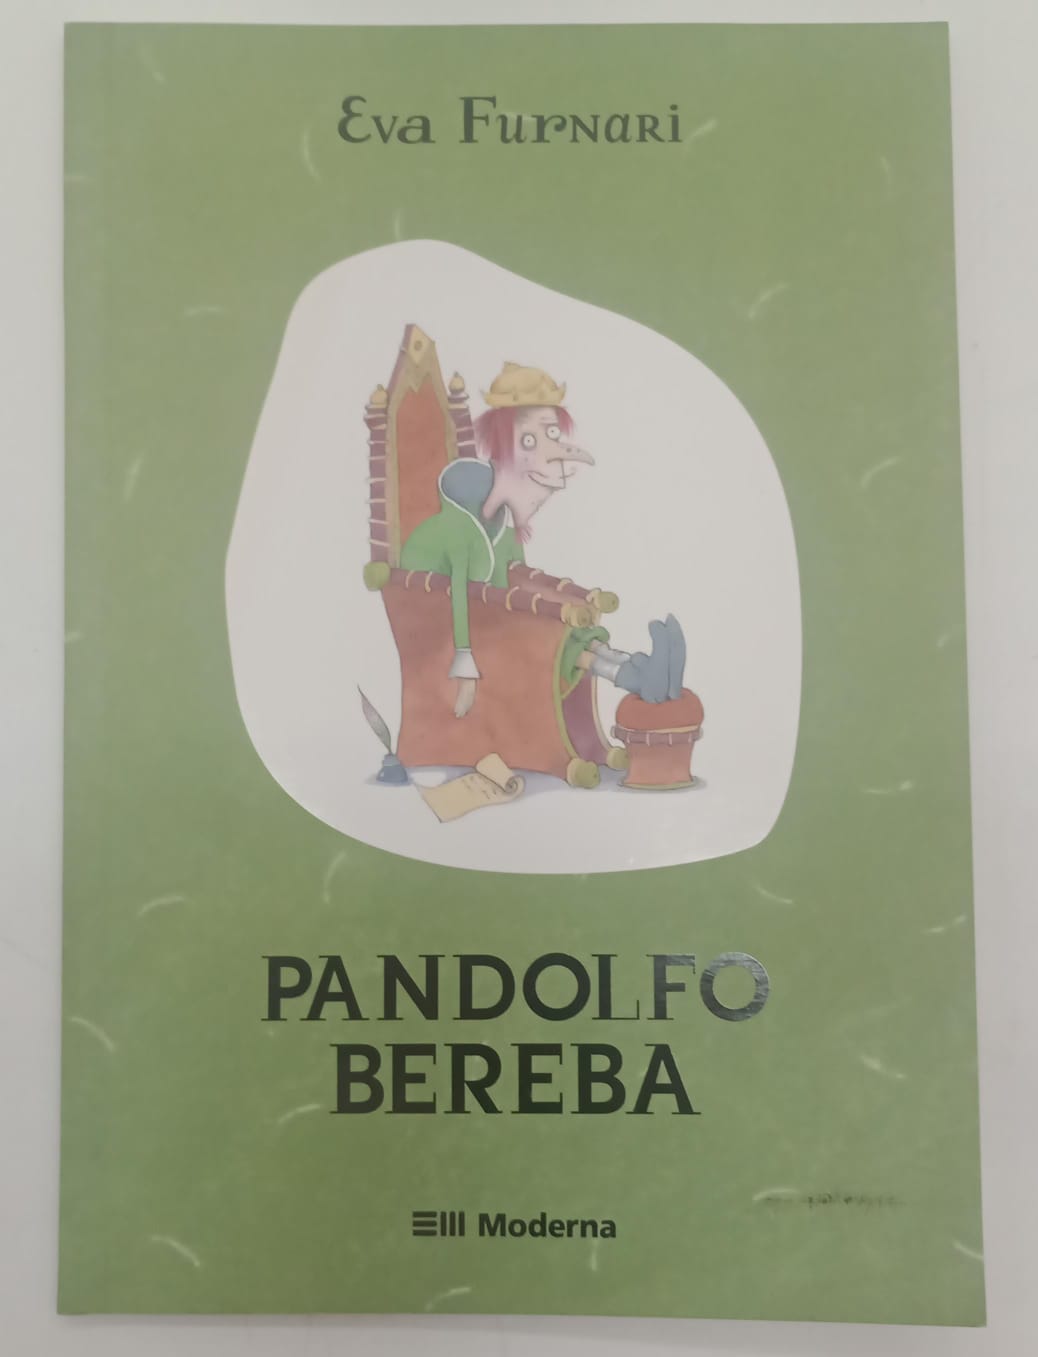 Eva Furnari
PANDOLFO
BEREBA
Moderna